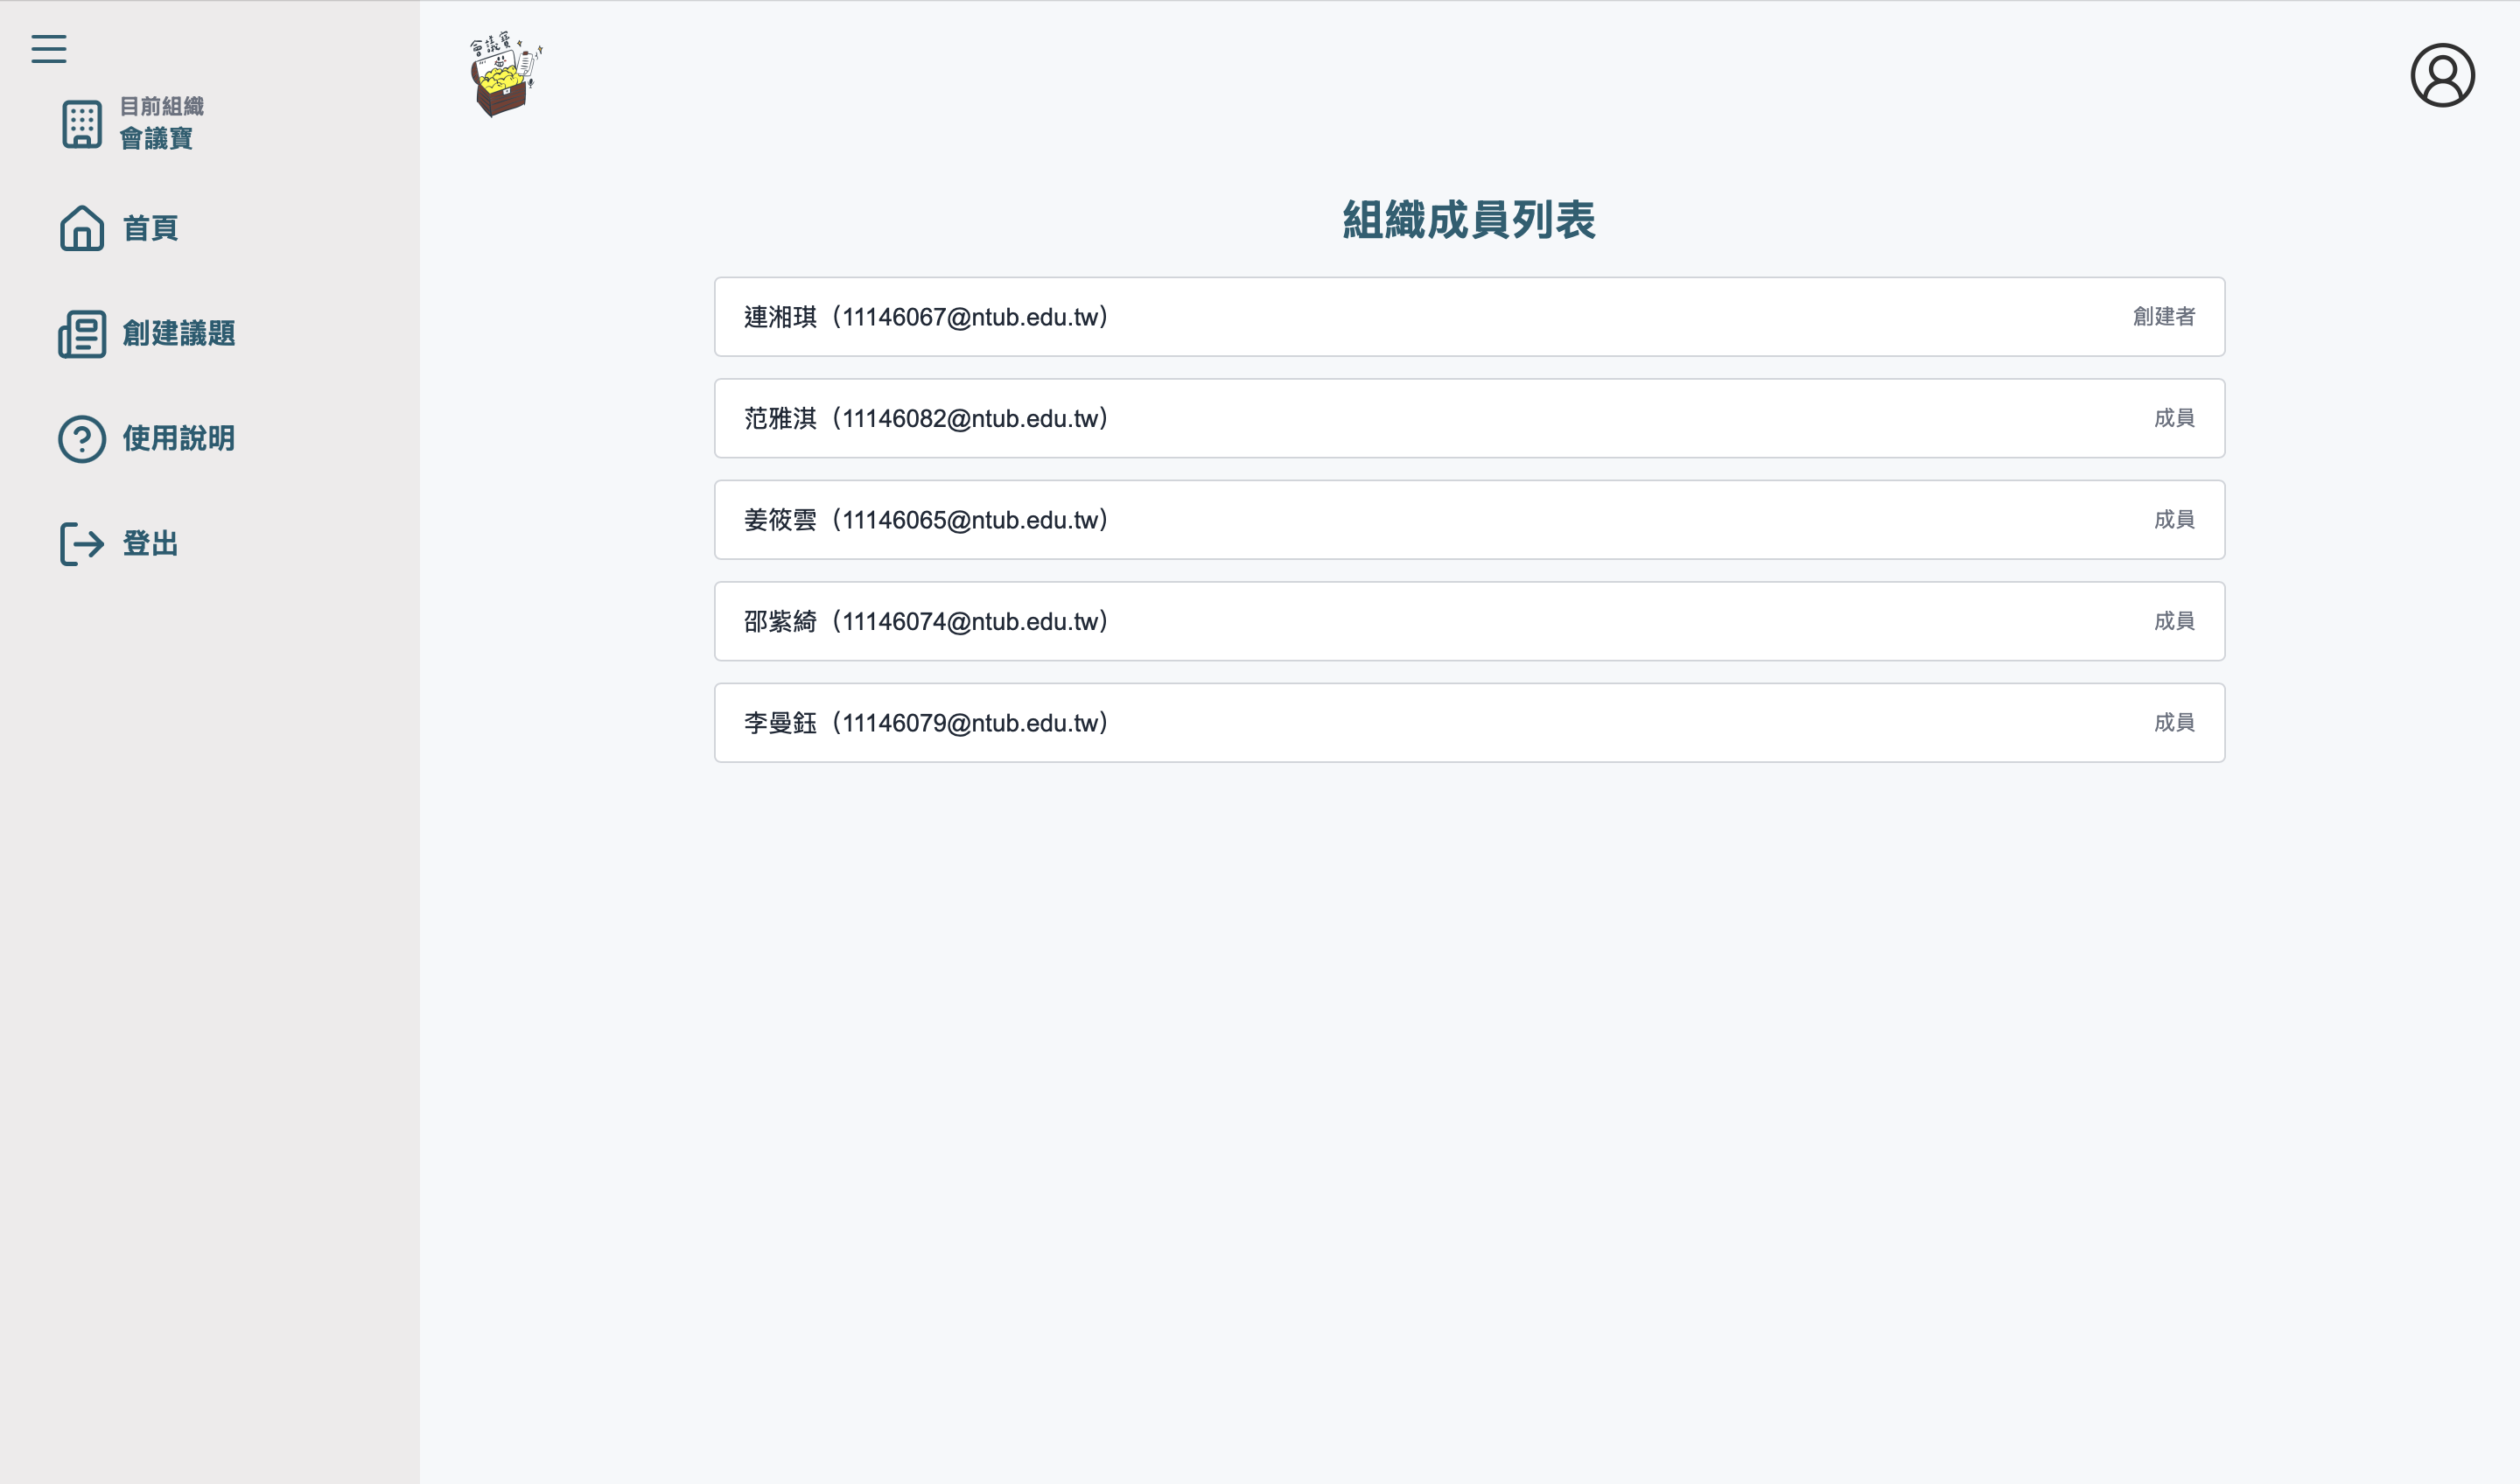 目前組織
會議寶
首頁
創建議題
使用說明
登出
會議寶
組織成員列表
連湘琪（11146067@ntub.edu.tw）
創建者
范雅淇（11146082@ntub.edu.tw）
成員
姜筱雲（11146065@ntub.edu.tw）
成員
邵紫綺（11146074@ntub.edu.tw）
成員
李曼鈺（11146079@ntub.edu.tw）
成員